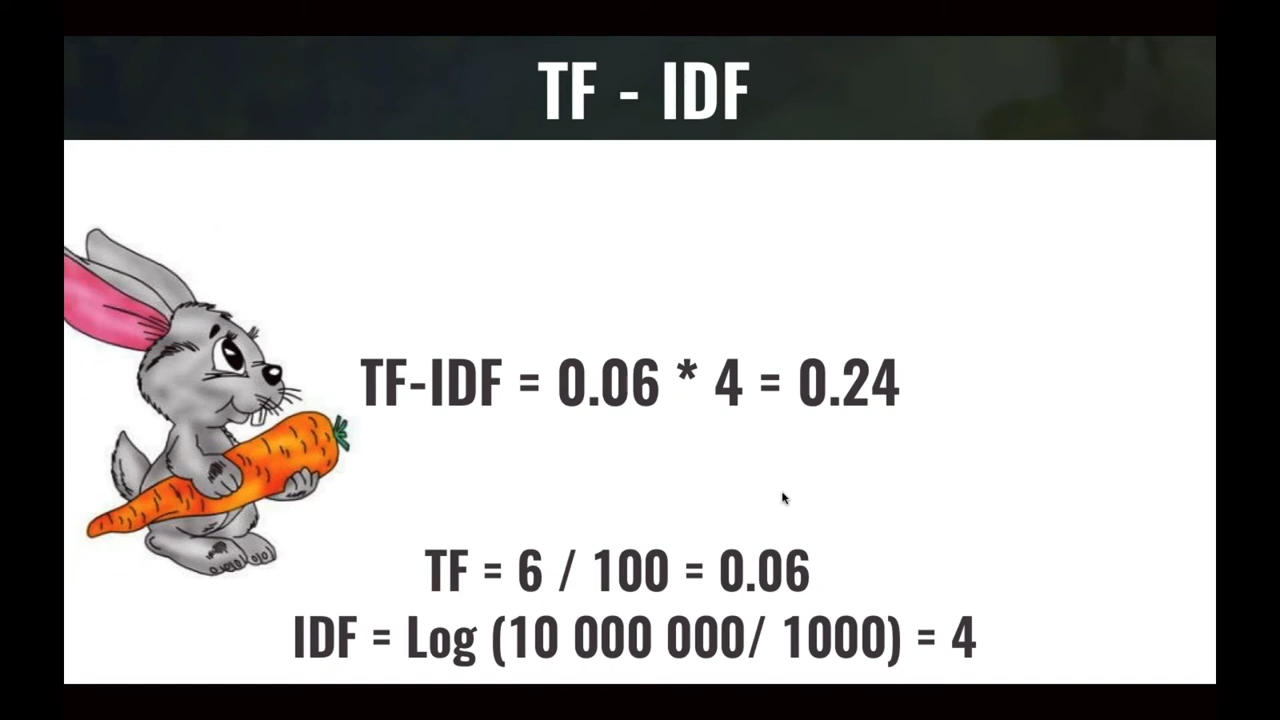 TF - IDF
TF-IDF = 0.06 * 4 = 0.24
TF = 6 / 100 = 0.06
IDF = Log (10 000 000/ 1000) = 4